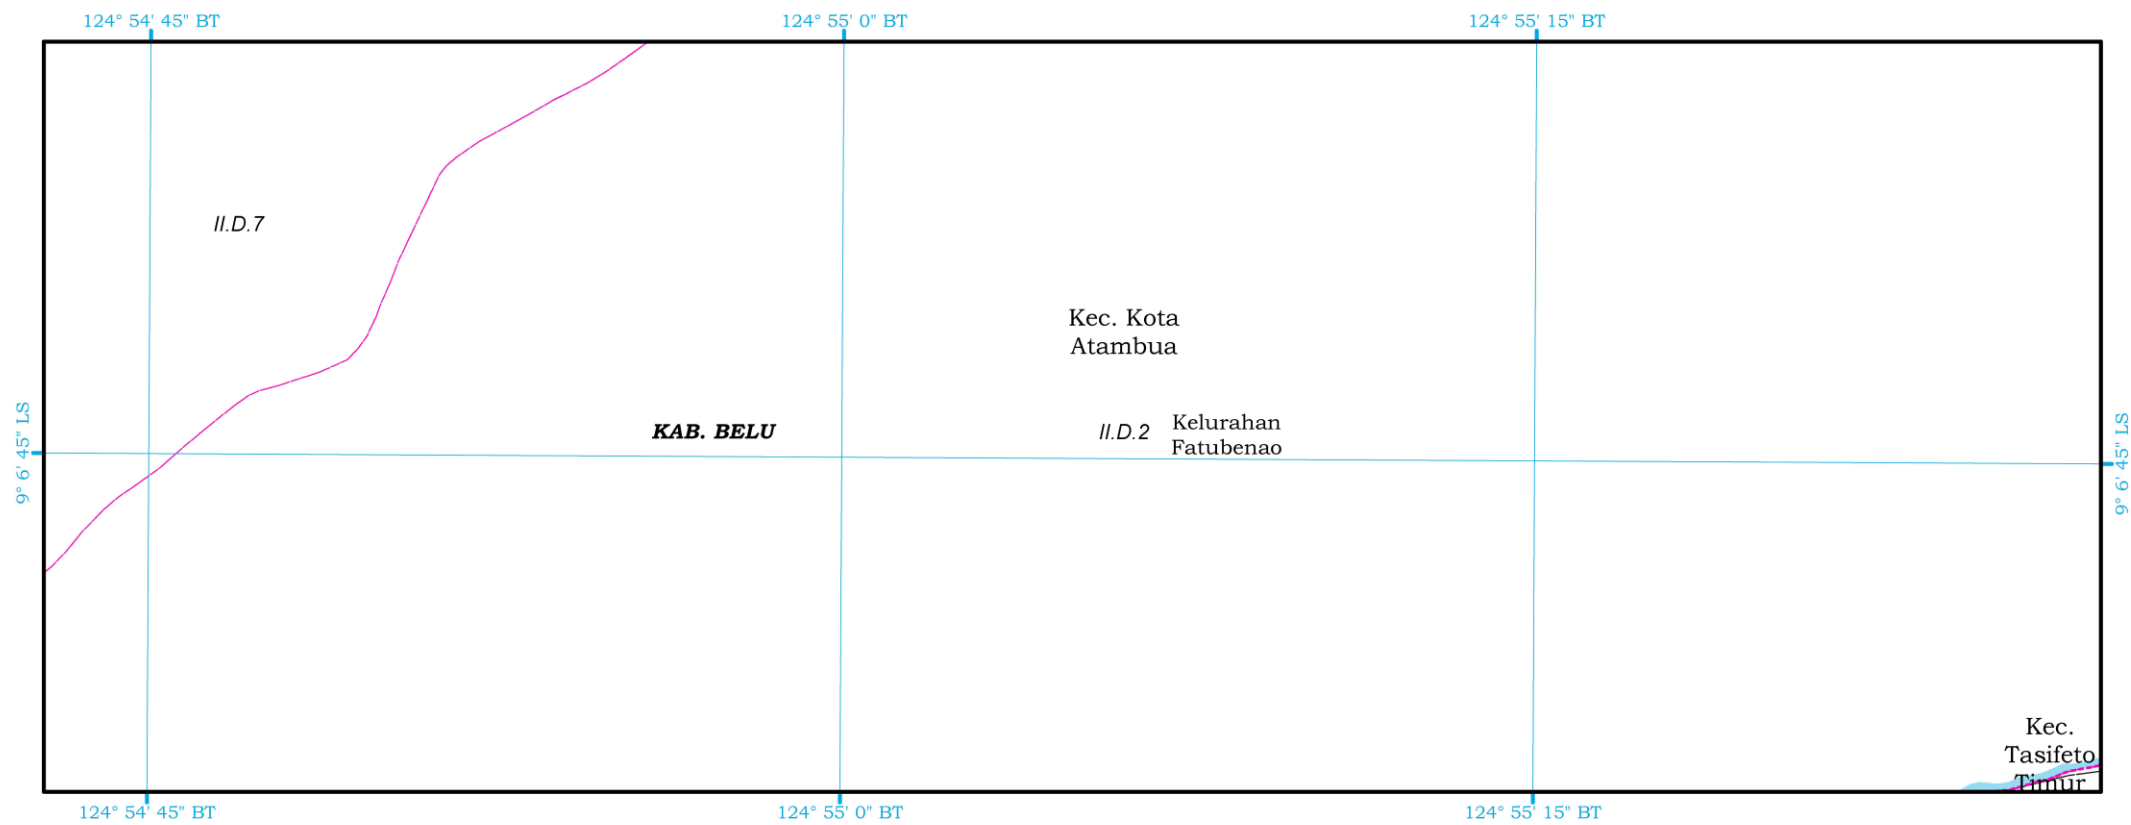 124° 54' 45" BT
124° 55' 0" BT
124° 55' 15" BT
II.D.7
Kec. Kota
Atambua
9° 6' 45" LS
KAB. BELU
II.D.2
Kelurahan
Fatubenao
9° 6' 45" LS
Kec.
Tasifeto
Timur
124° 54' 45" BT
124° 55' 0" BT
124° 55' 15" BT